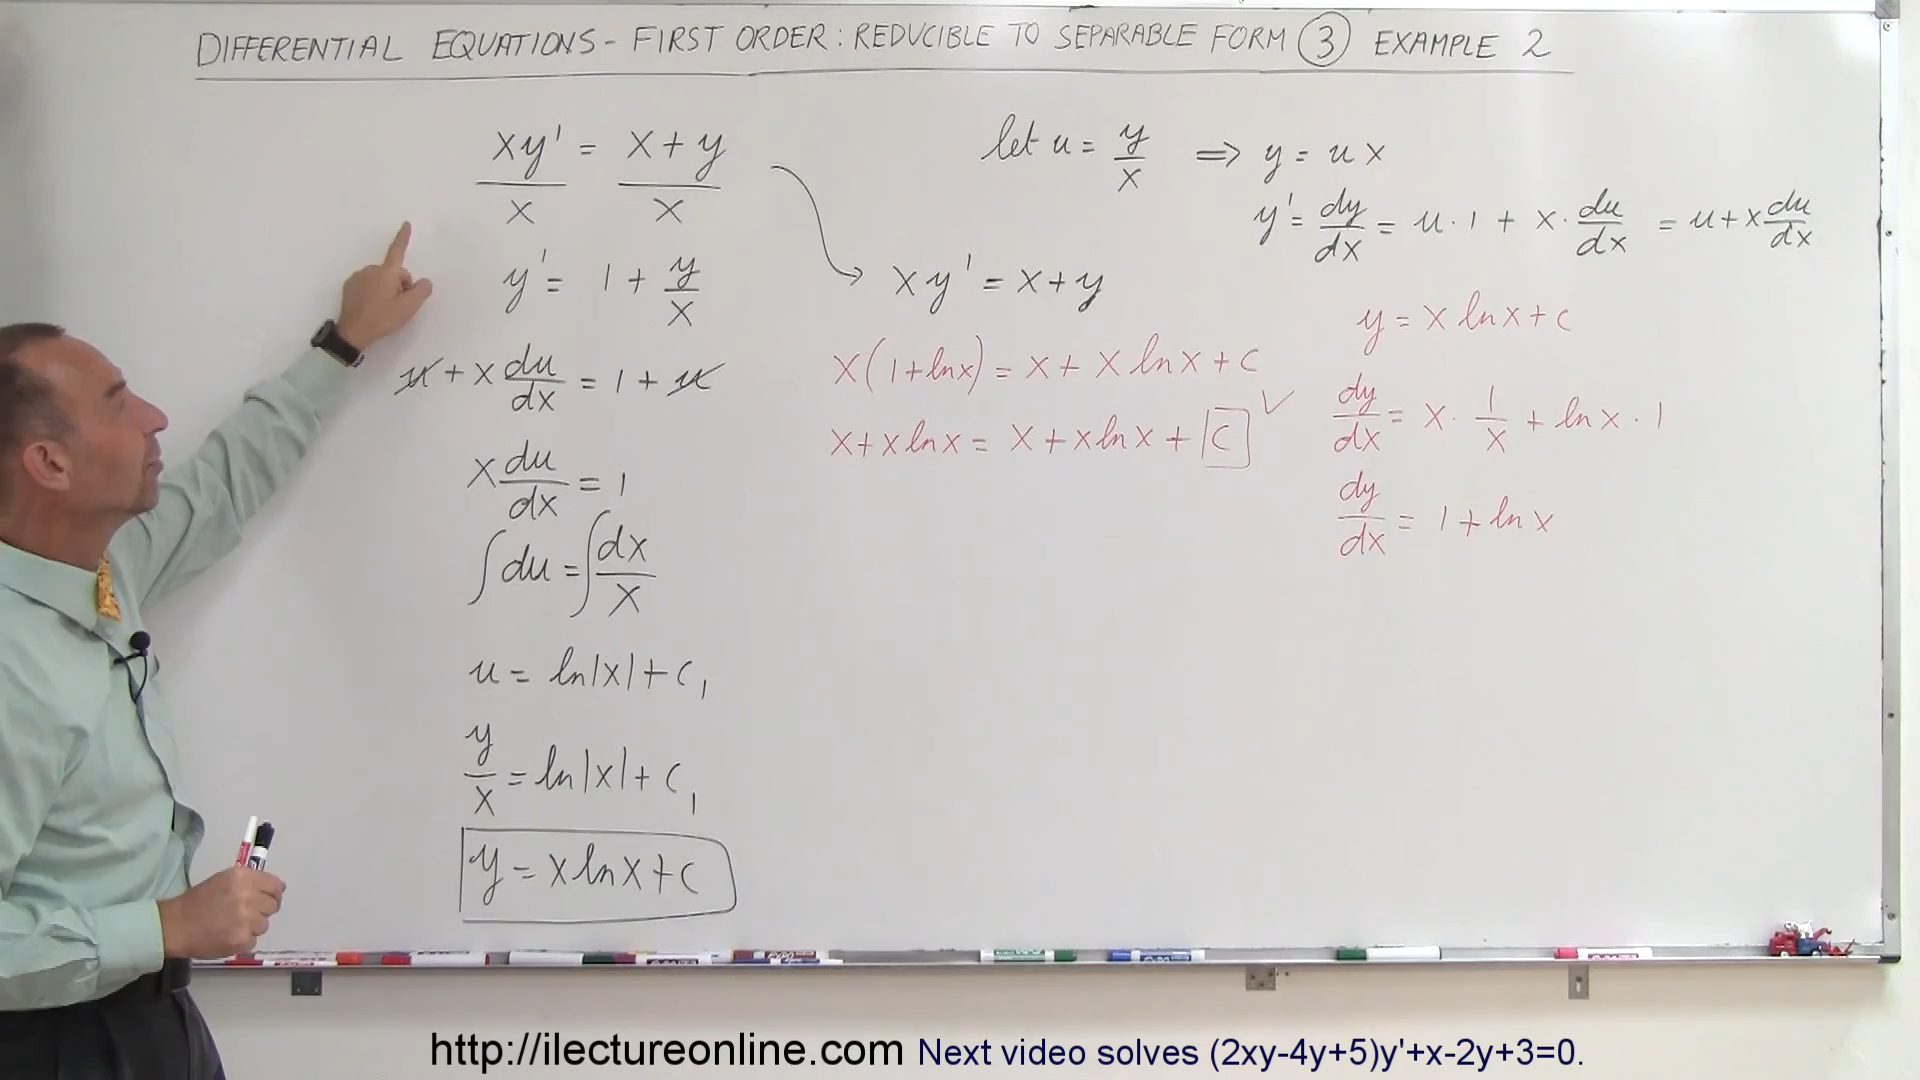 DIFFERENTIAL EQUATIONS - FIRST ORDER: REDUCIBLE TO SEPARABLE FORM ③ EXAMPLE 2
xy' / x = x+y / x
y' = 1 + y/x
u + x du/dx = 1 + u
x du/dx = 1
∫ du = ∫ dx/x
u = ln|x| + C₁
y/x = ln|x| + C₁
y = x ln x + C
let u = y/x ⇒ y = u x
y' = dy/dx = u · 1 + x · du/dx = u + x du/dx
xy' = x+y
x(1+ln x) = x + x ln x + C
x + x ln x = x + x ln x + C ✓
y = x ln x + C
dy/dx = x · 1/x + ln x · 1
dy/dx = 1 + ln x
http://ilectureonline.com Next video solves (2xy-4y+5)y'+x-2y+3=0.